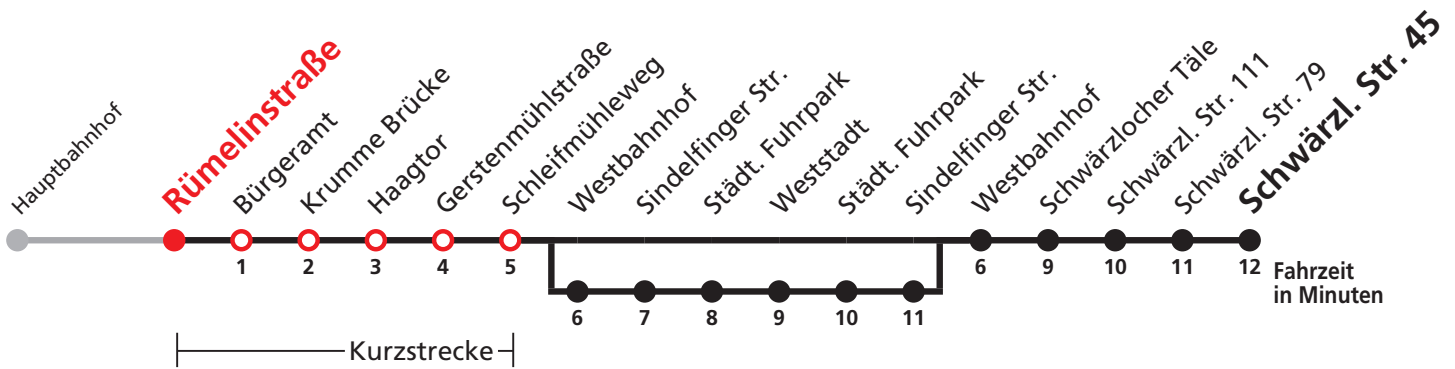 Hauptbahnhof
Rümelinstraße
Bürgeramt
Krumme Brücke
Haagtor
Gerstenmühlstraße
Schleifmühleweg
Westbahnhof
Sindelfinger Str.
Städt. Fuhrpark
Weststadt
Städt. Fuhrpark
Sindelfinger Str.
Westbahnhof
Schwärzlocher Täle
Schwärzl. Str. 111
Schwärzl. Str. 79
Schwärzl. Str. 45
1 2 3 4 5 6 9 10 11 12
Fahrzeit
in Minuten
6 7 8 9 10 11
Kurzstrecke